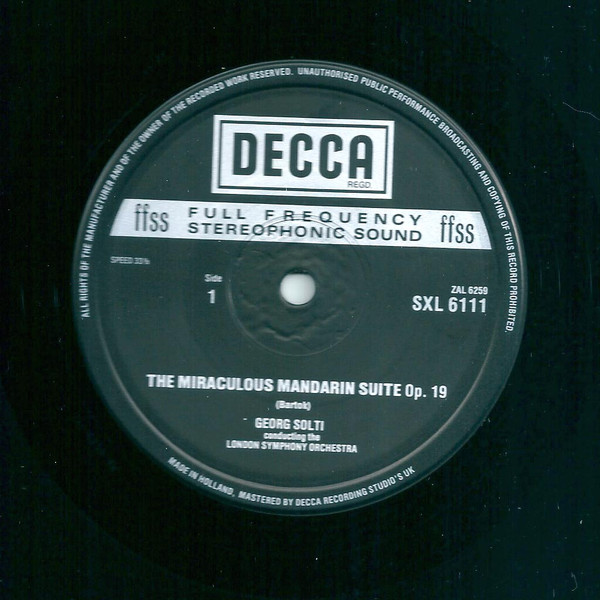 ALL RIGHTS OF THE MANUFACTURER AND OF THE OWNER OF THE RECORDED WORK RESERVED. UNAUTHORISED PUBLIC PERFORMANCE BROADCASTING AND COPYING OF THIS RECORD PROHIBITED.
DECCA
REGD.
ffss FULL FREQUENCY STEREOPHONIC SOUND ffss
SPEED 33⅓
Side
1
ZAL 6259
SXL 6111
THE MIRACULOUS MANDARIN SUITE Op. 19
(Bartok)
GEORG SOLTI
conducting the
LONDON SYMPHONY ORCHESTRA
MADE IN HOLLAND, MASTERED BY DECCA RECORDING STUDIO'S UK